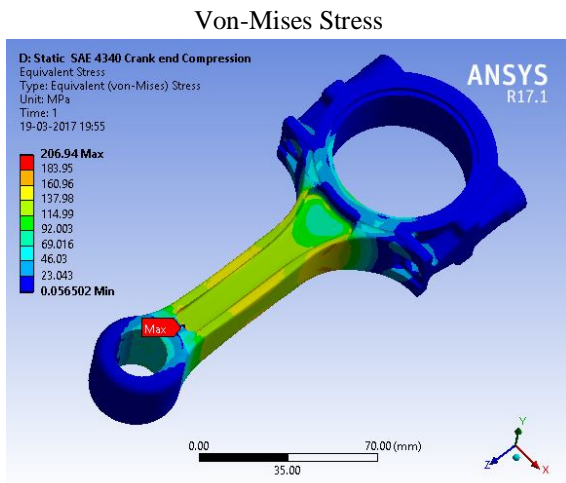 Von-Mises Stress
D: Static SAE 4340 Crank end Compression
Equivalent Stress
Type: Equivalent (von-Mises) Stress
Unit: MPa
Time: 1
19-03-2017 19:55
ANSYS
R17.1
206.94 Max
183.95
160.96
137.98
114.99
92.003
69.016
46.03
23.043
0.056502 Min
Max
0.00
70.00 (mm)
35.00
Y
Z
X